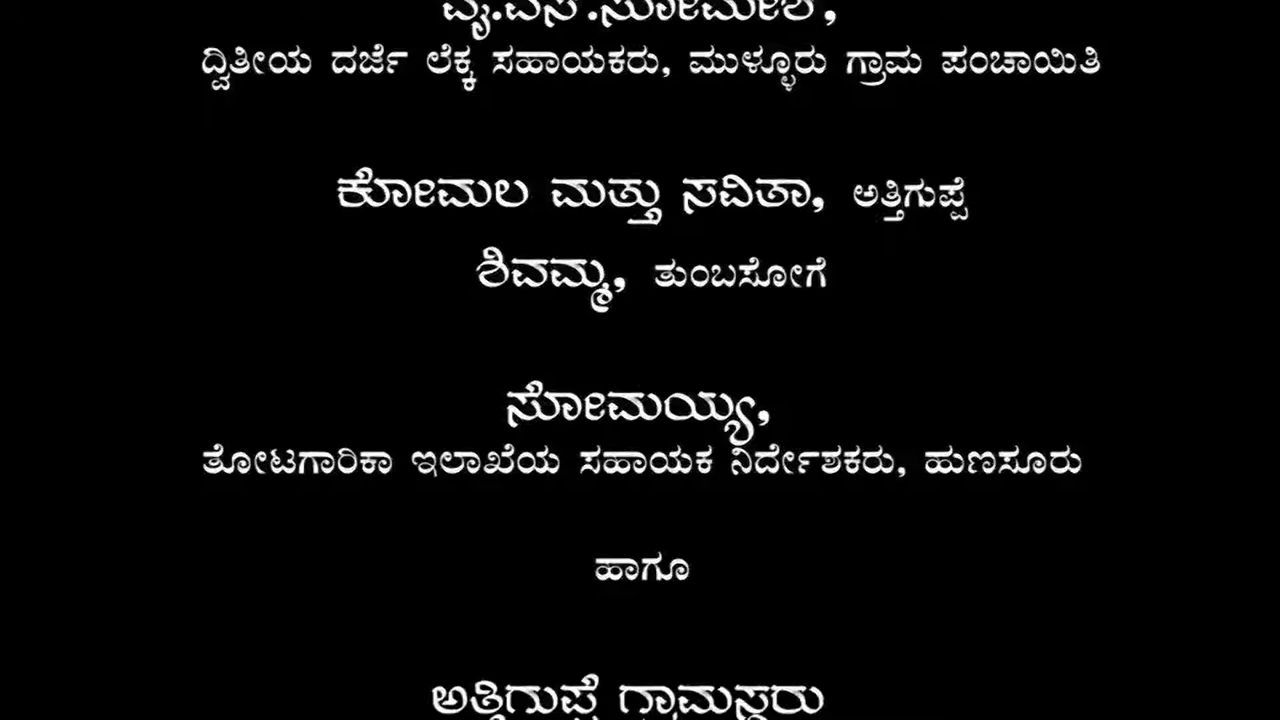 ವೈ.ಎಸ್.ಸೋಮೇಶ,
ದ್ವಿತೀಯ ದರ್ಜೆ ಲೆಕ್ಕ ಸಹಾಯಕರು, ಮುಳ್ಳೂರು ಗ್ರಾಮ ಪಂಚಾಯಿತಿ
ಕೋಮಲ ಮತ್ತು ಸವಿತಾ, ಅತ್ತಿಗುಪ್ಪೆ
ಶಿವಮ್ಮ, ತುಂಬಸೋಗೆ
ಸೋಮಯ್ಯ,
ತೋಟಗಾರಿಕಾ ಇಲಾಖೆಯ ಸಹಾಯಕ ನಿರ್ದೇಶಕರು, ಹುಣಸೂರು
ಹಾಗೂ
ಅತ್ತಿಗುಪ್ಪೆ ಗ್ರಾಮಸ್ಥರು